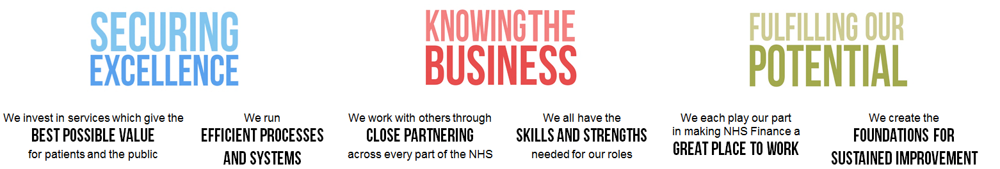 SECURING
EXCELLENCE
We invest in services which give the
BEST POSSIBLE VALUE
for patients and the public
We run
EFFICIENT PROCESSES
AND SYSTEMS
KNOWING THE
BUSINESS
We work with others through
CLOSE PARTNERING
across every part of the NHS
We all have the
SKILLS AND STRENGTHS
needed for our roles
FULFILLING OUR
POTENTIAL
We each play our part
in making NHS Finance a
GREAT PLACE TO WORK
We create the
FOUNDATIONS FOR
SUSTAINED IMPROVEMENT